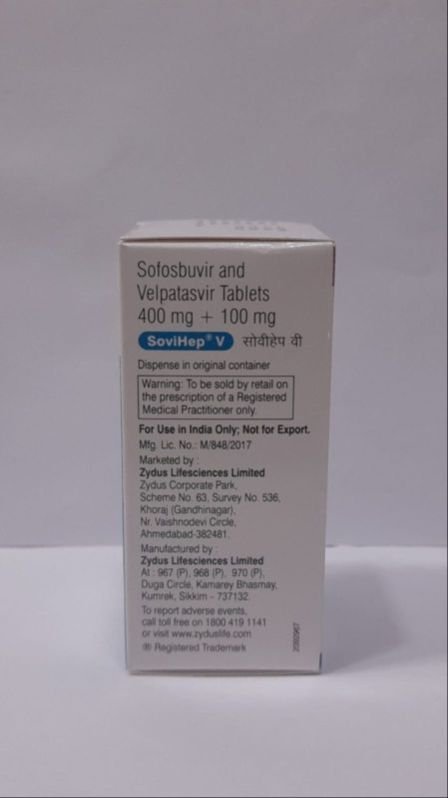 Sofosbuvir and
Velpatasvir Tablets
400 mg + 100 mg
SoviHep® V सोवीहेप वी
Dispense in original container
Warning: To be sold by retail on
the prescription of a Registered
Medical Practitioner only.
For Use in India Only; Not for Export.
Mfg. Lic. No.: M/848/2017
Marketed by :
Zydus Lifesciences Limited
Zydus Corporate Park,
Scheme No. 63, Survey No. 536,
Khoraj (Gandhinagar),
Nr. Vaishnodevi Circle,
Ahmedabad-382481.
Manufactured by :
Zydus Lifesciences Limited
At : 967 (P), 968 (P), 970 (P),
Duga Circle, Kamarey Bhasmay,
Kumrek, Sikkim - 737132.
To report adverse events,
call toll free on 1800 419 1141
or visit www.zyduslife.com
® Registered Trademark